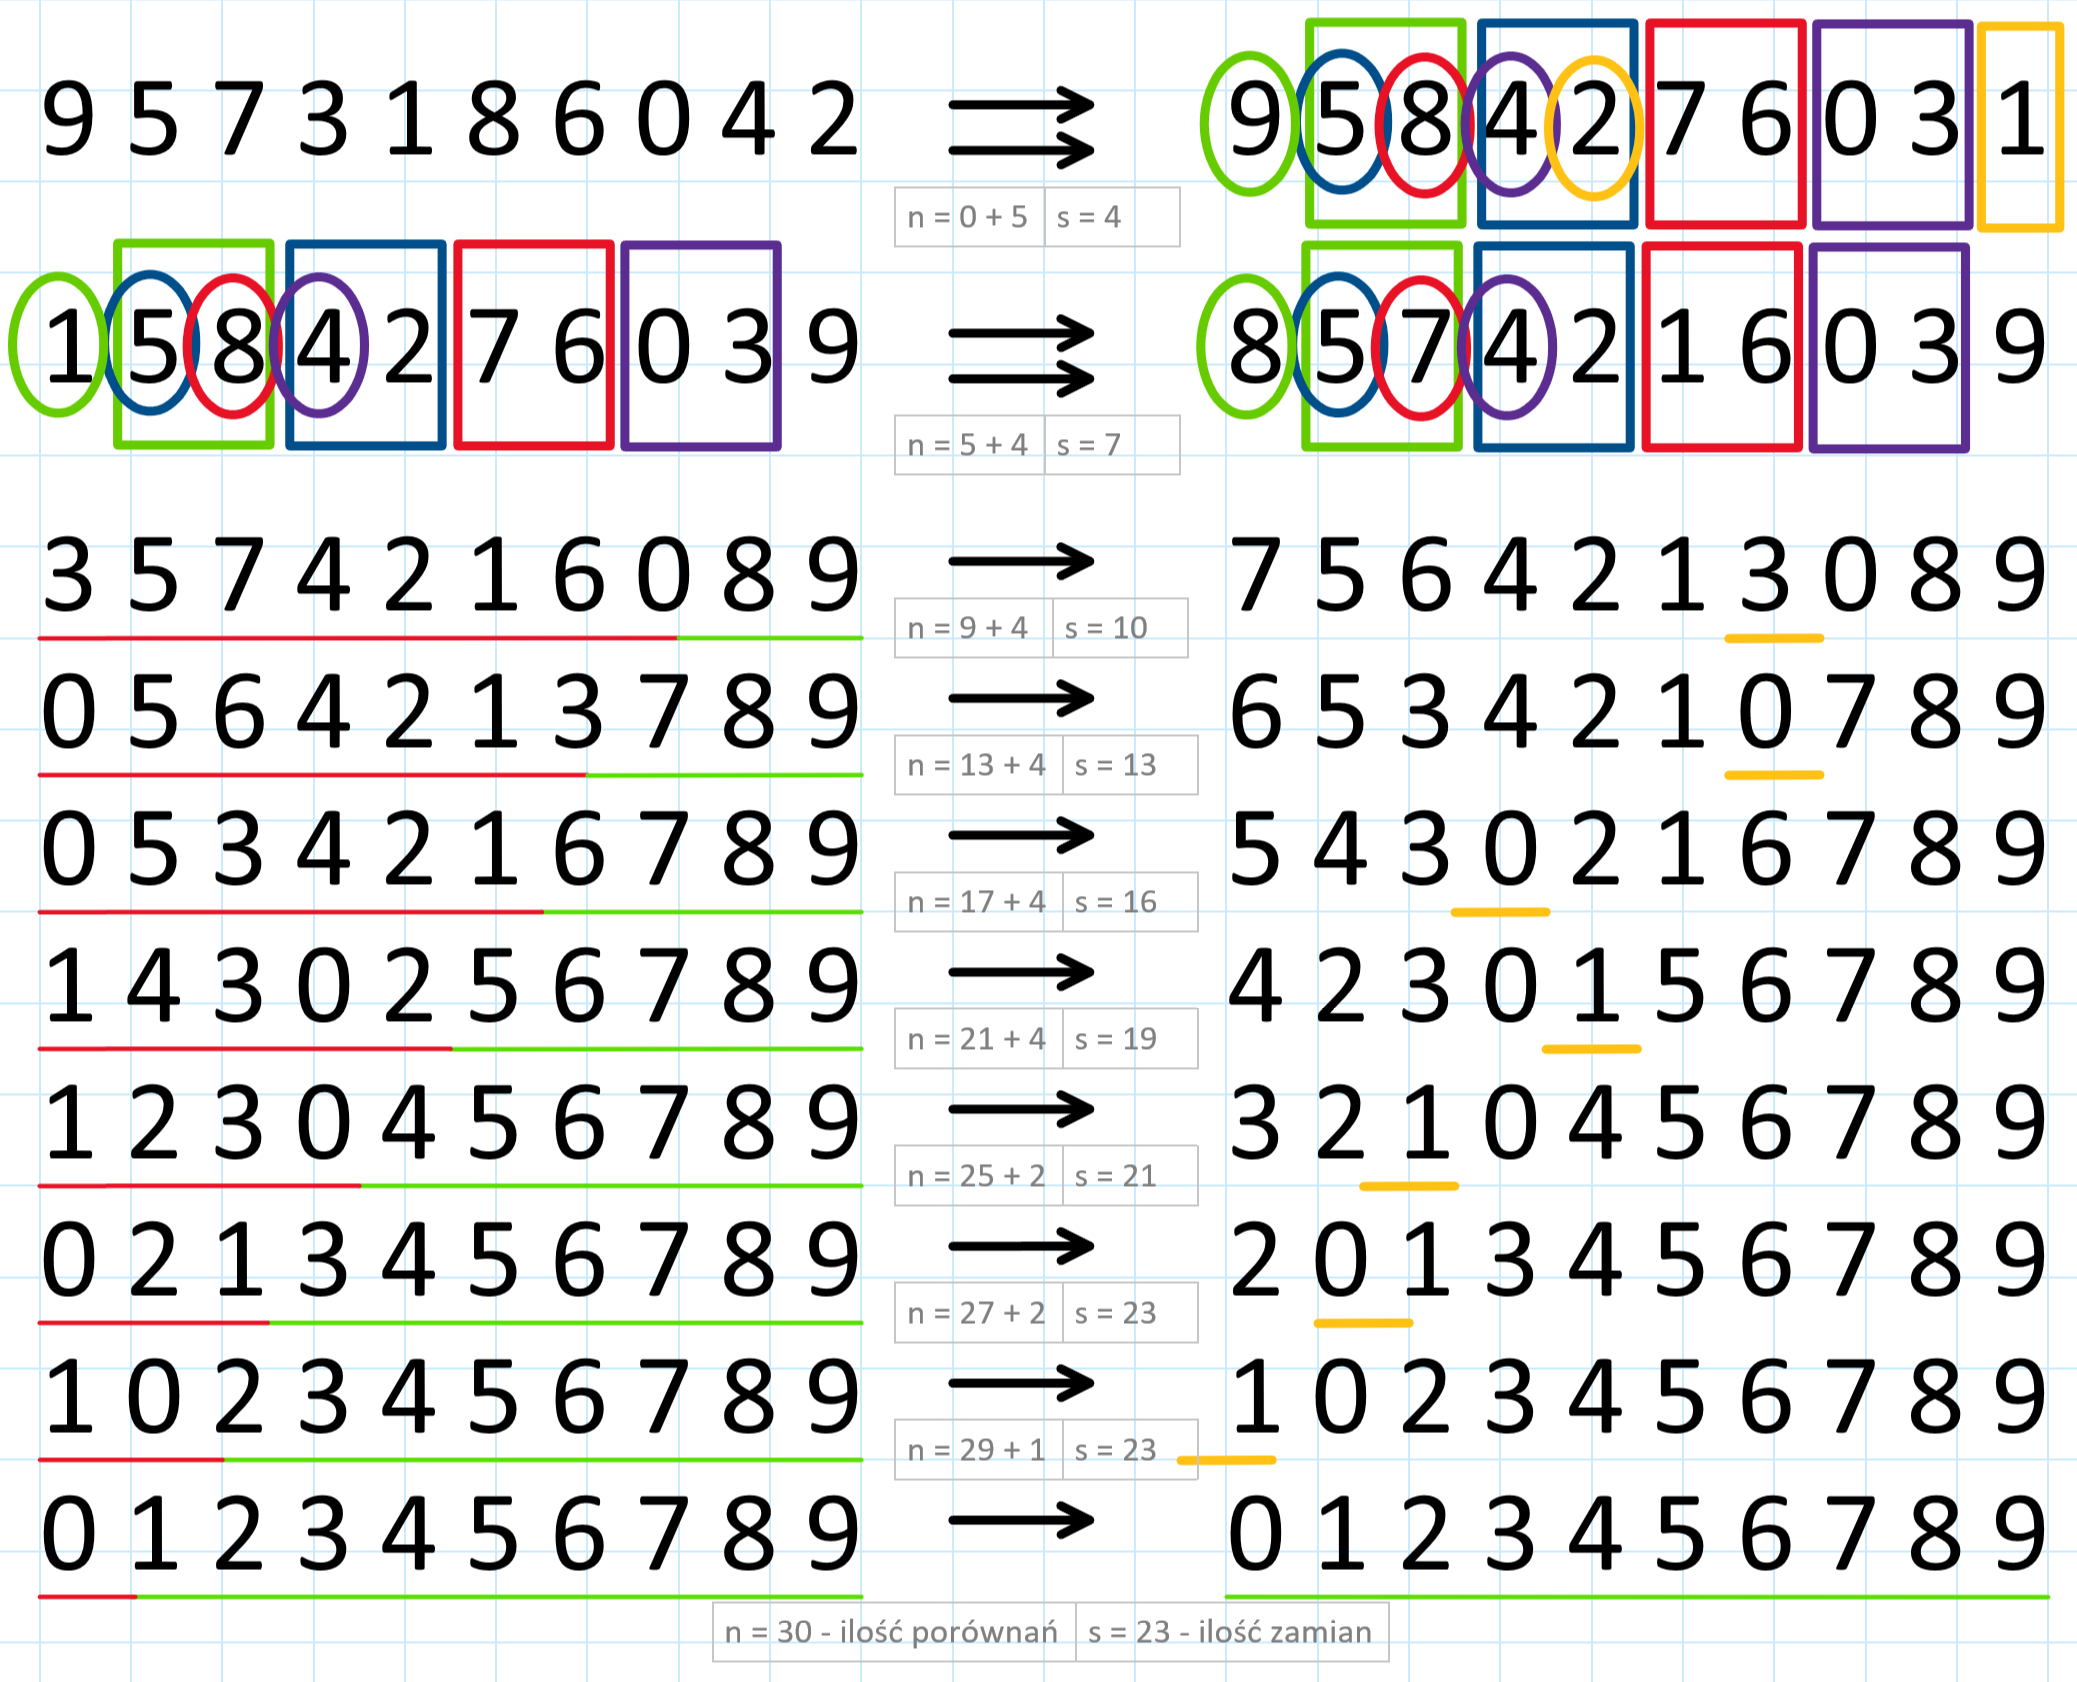 9 5 7 3 1 8 6 0 4 2 9 5 8 4 2 7 6 0 3 1
n = 0 + 5 s = 4
1 5 8 4 2 7 6 0 3 9 8 5 7 4 2 1 6 0 3 9
n = 5 + 4 s = 7
3 5 7 4 2 1 6 0 8 9 7 5 6 4 2 1 3 0 8 9
n = 9 + 4 s = 10
0 5 6 4 2 1 3 7 8 9 6 5 3 4 2 1 0 7 8 9
n = 13 + 4 s = 13
0 5 3 4 2 1 6 7 8 9 5 4 3 0 2 1 6 7 8 9
n = 17 + 4 s = 16
1 4 3 0 2 5 6 7 8 9 4 2 3 0 1 5 6 7 8 9
n = 21 + 4 s = 19
1 2 3 0 4 5 6 7 8 9 3 2 1 0 4 5 6 7 8 9
n = 25 + 2 s = 21
0 2 1 3 4 5 6 7 8 9 2 0 1 3 4 5 6 7 8 9
n = 27 + 2 s = 23
1 0 2 3 4 5 6 7 8 9 1 0 2 3 4 5 6 7 8 9
n = 29 + 1 s = 23
0 1 2 3 4 5 6 7 8 9 0 1 2 3 4 5 6 7 8 9
n = 30 - ilość porównań s = 23 - ilość zamian